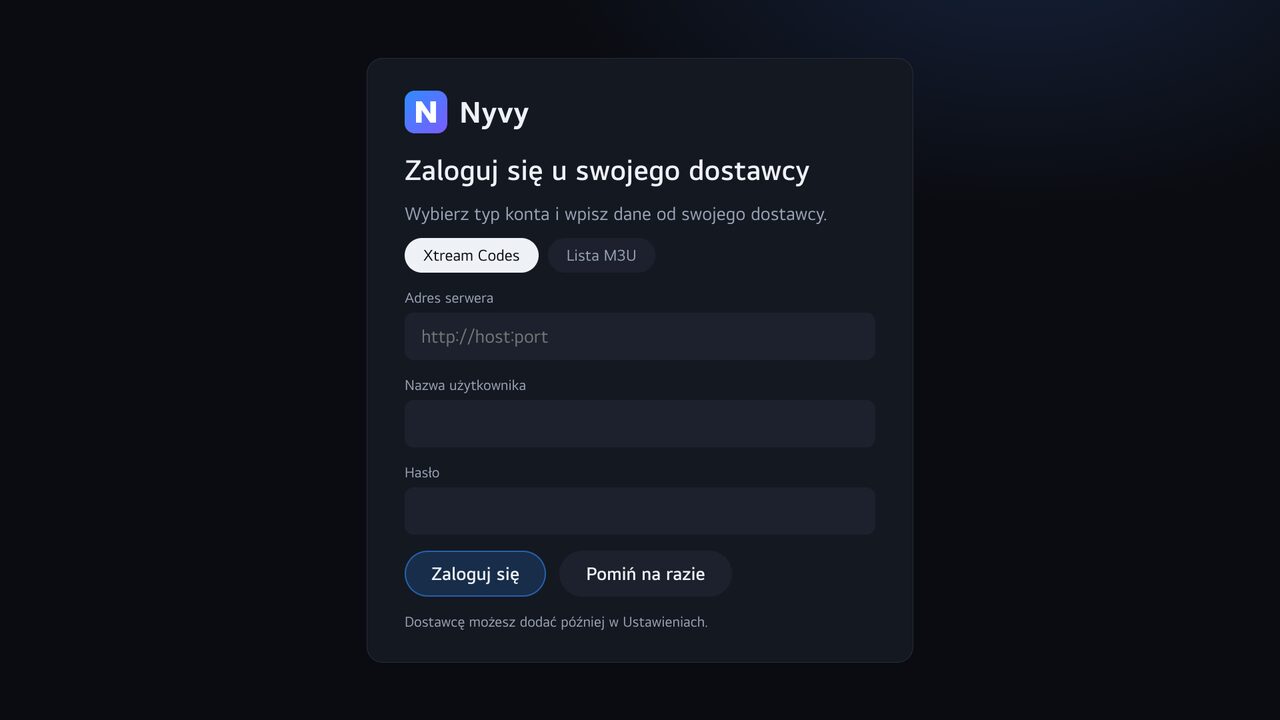 N Nyvy
Zaloguj się u swojego dostawcy
Wybierz typ konta i wpisz dane od swojego dostawcy.
Xtream Codes Lista M3U
Adres serwera
http://host:port
Nazwa użytkownika
Hasło
Zaloguj się Pomiń na razie
Dostawcę możesz dodać później w Ustawieniach.